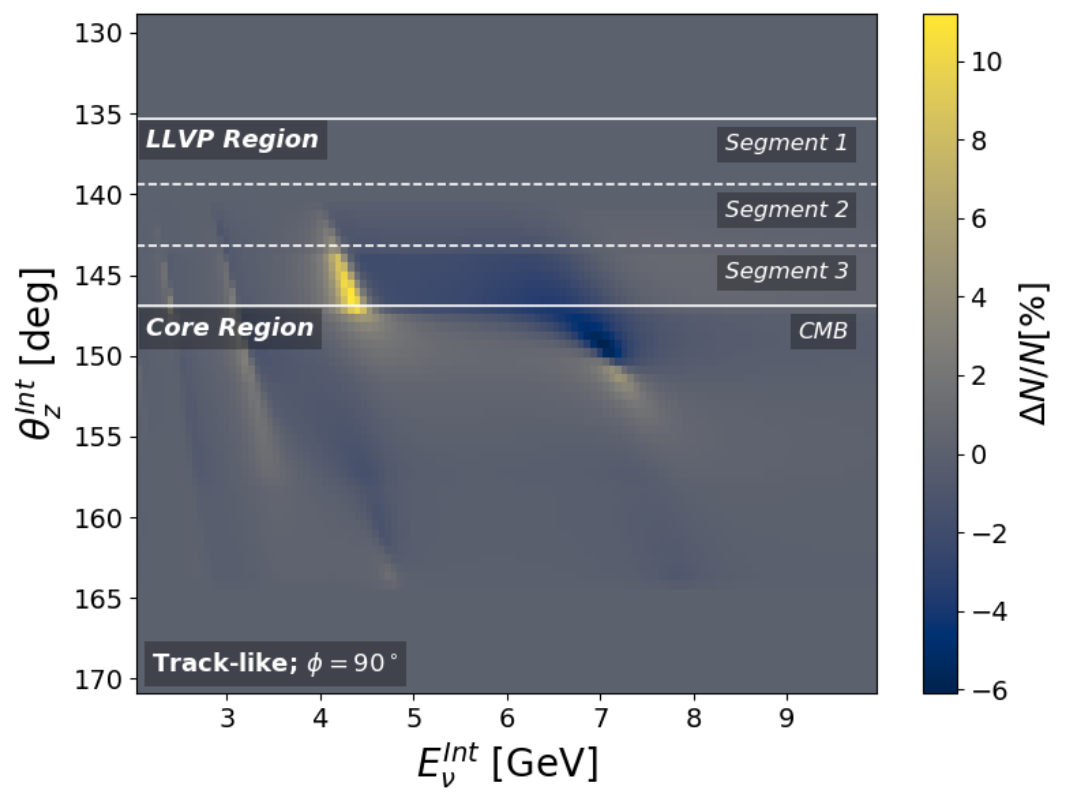 130
135
140
145
150
155
160
165
170
θ_z^{Int} [deg]
LLVP Region
Segment 1
Segment 2
Segment 3
Core Region
CMB
Track-like; ϕ = 90°
3 4 5 6 7 8 9
E_ν^{Int} [GeV]
10
8
6
4
2
0
−2
−4
−6
ΔN/N[%]